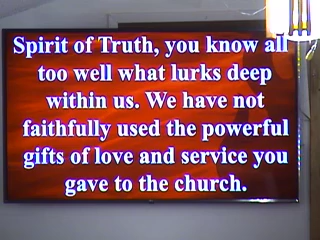 Spirit of Truth, you know all
too well what lurks deep
within us. We have not
faithfully used the powerful
gifts of love and service you
gave to the church.